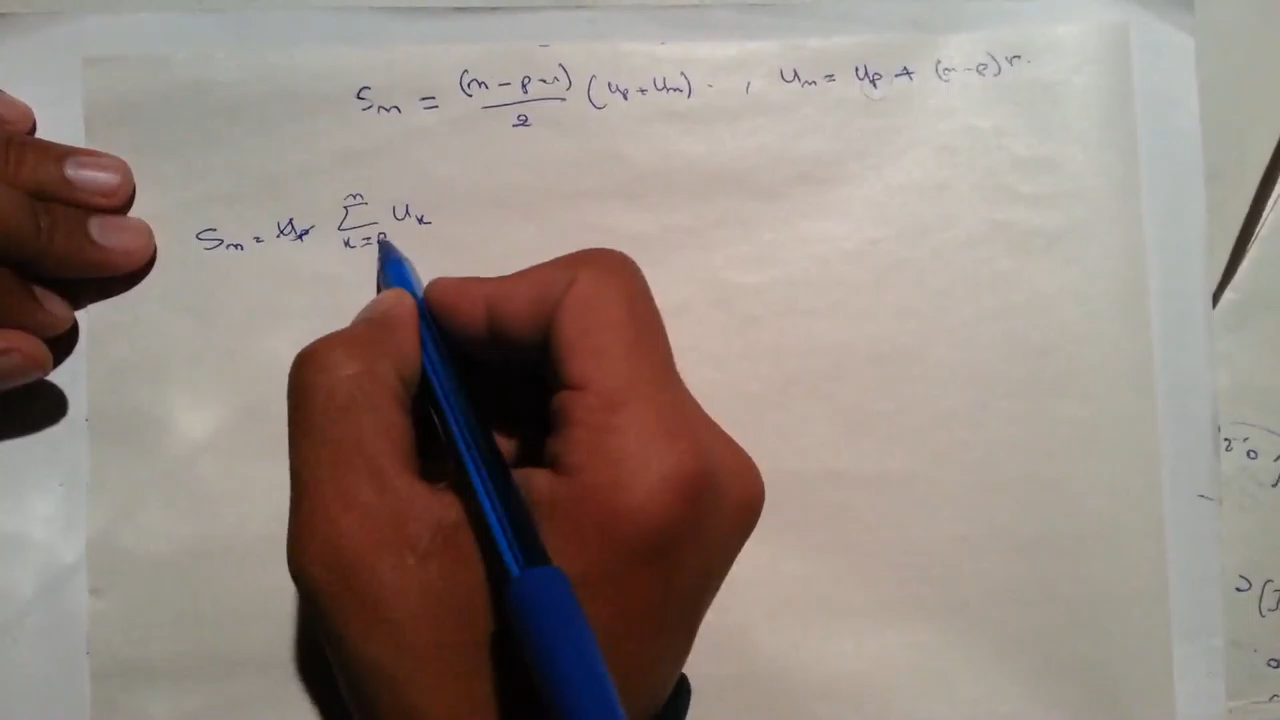 Sn = (n - p + 1) / 2 (Up + Un) . , Un = Up + (n - p) r.
Sn = Up n Σ k = p Uk